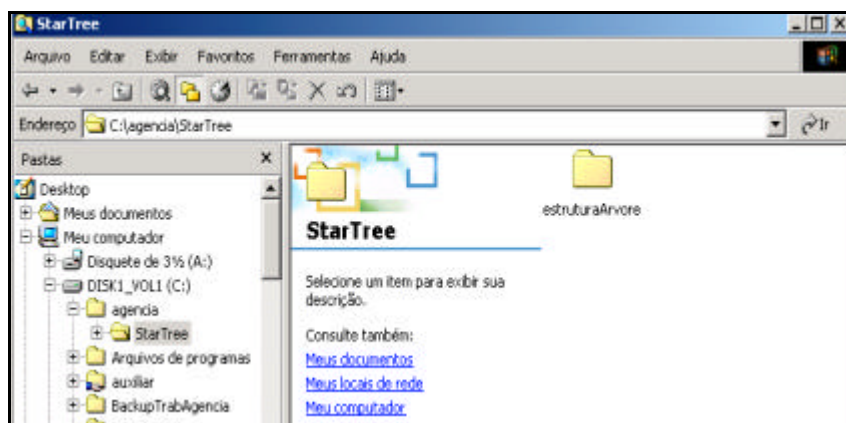 StarTree
Arquivo Editar Exibir Favoritos Ferramentas Ajuda
Endereço C:\agencia\StarTree Ir
Pastas
Desktop
Meus documentos
Meu computador
Disquete de 3½ (A:)
DISK1_VOL1 (C:)
agencia
StarTree
Arquivos de programas
auxiliar
BackupTrabAgencia
StarTree
Selecione um item para exibir sua
descrição.
Consulte também:
Meus documentos
Meus locais de rede
Meu computador
estruturaArvore